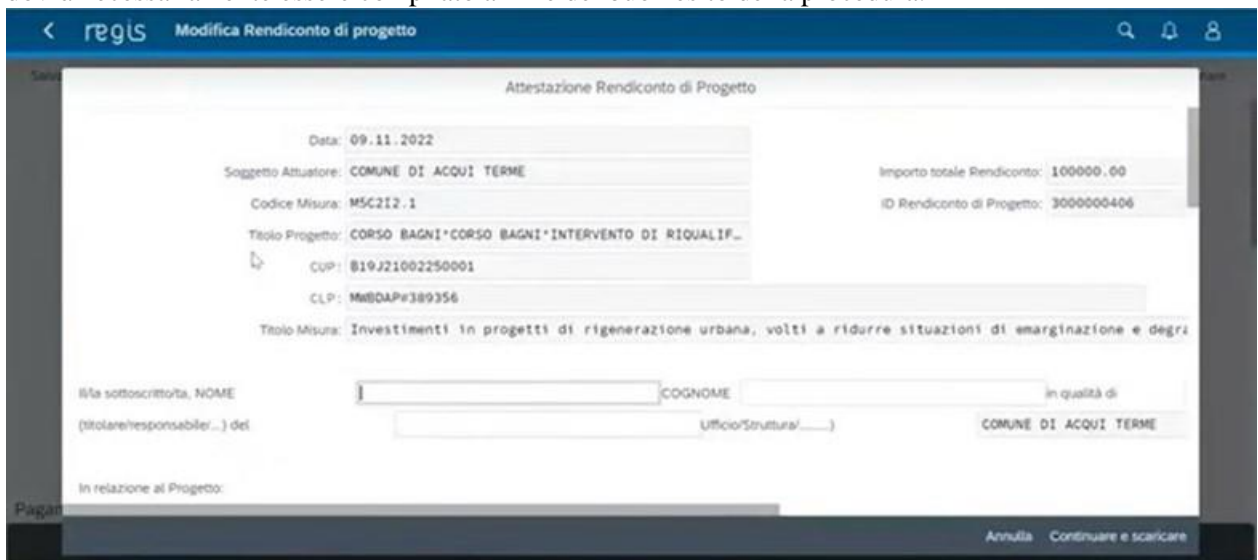 regis Modifica Rendiconto di progetto
Attestazione Rendiconto di Progetto
Data: 09.11.2022
Soggetto Attuatore: COMUNE DI ACQUI TERME Importo totale Rendiconto: 100000.00
Codice Misura: M5C2I2.1 ID Rendiconto di Progetto: 3000000406
Titolo Progetto: CORSO BAGNI*CORSO BAGNI*INTERVENTO DI RIQUALIF…
CUP: B19J21002250001
CLP: MWBDAP#389356
Titolo Misura: Investimenti in progetti di rigenerazione urbana, volti a ridurre situazioni di emarginazione e degra
Il/la sottoscritto/ta, NOME COGNOME in qualità di
(titolare/responsabile/...) del Ufficio/Struttura/........) COMUNE DI ACQUI TERME
In relazione al Progetto:
Pagam
Annulla Continuare e scaricare